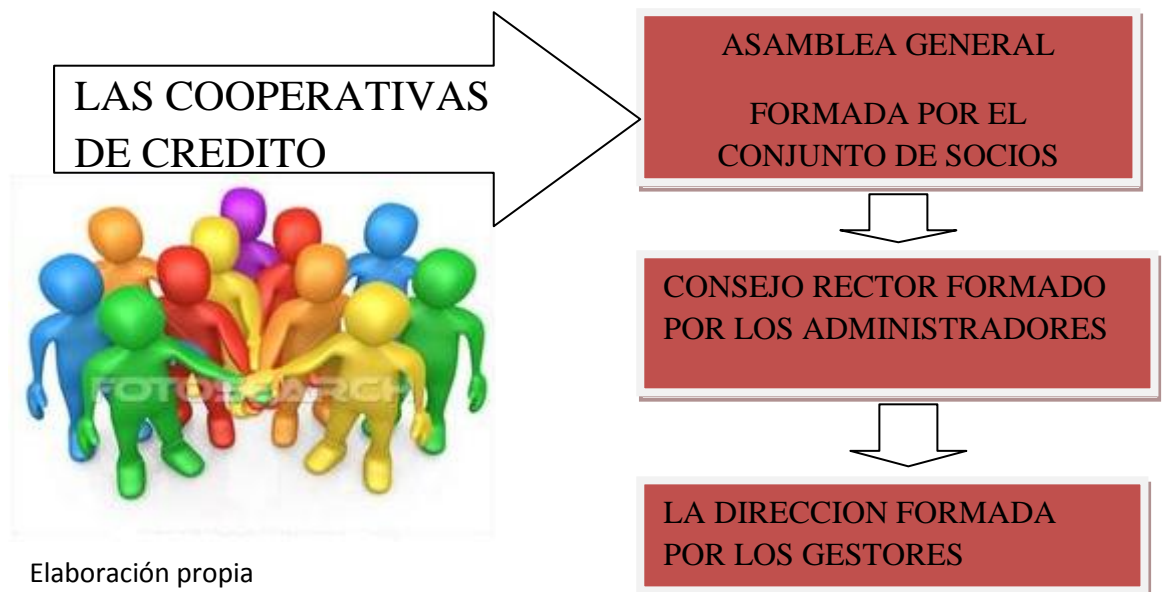 LAS COOPERATIVAS
DE CREDITO
ASAMBLEA GENERAL
FORMADA POR EL
CONJUNTO DE SOCIOS
CONSEJO RECTOR FORMADO
POR LOS ADMINISTRADORES
LA DIRECCION FORMADA
POR LOS GESTORES
FOTOSEARCH
Elaboración propia